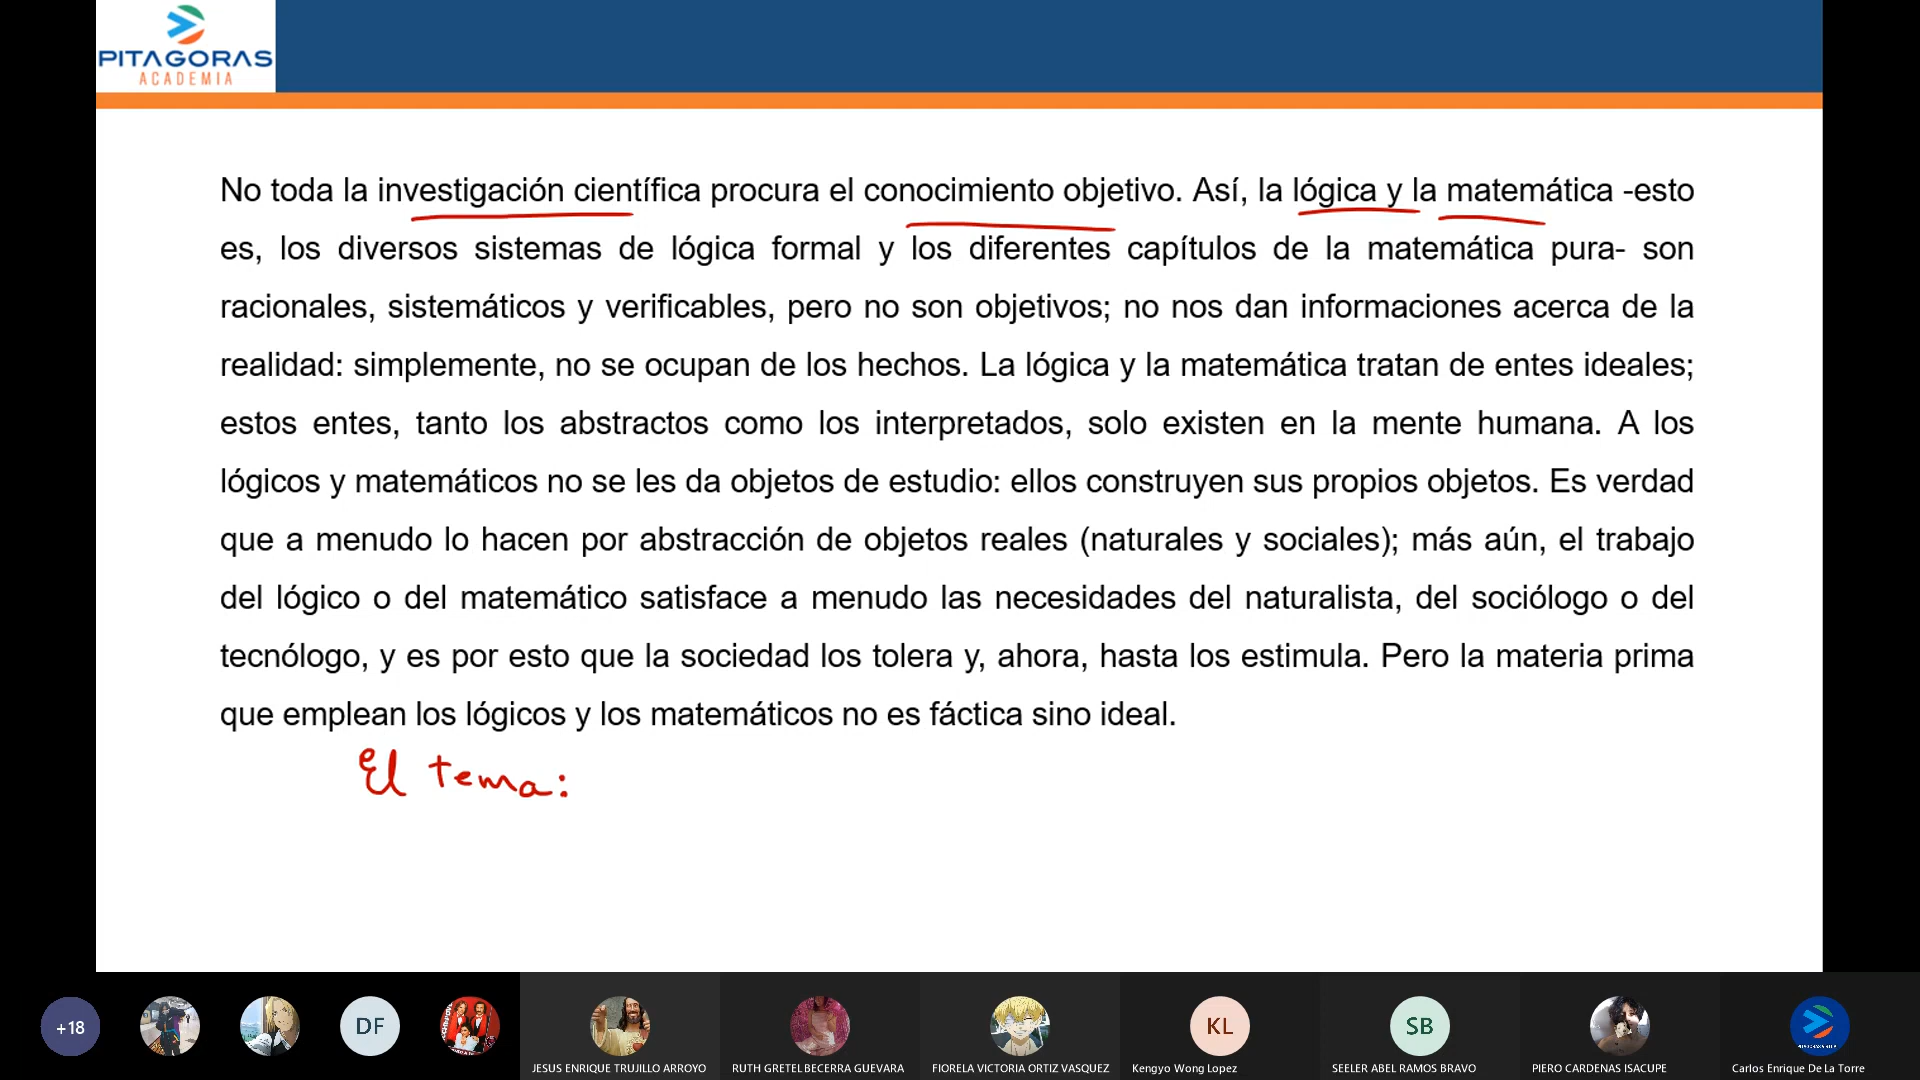 PITAGORAS
ACADEMIA
No toda la investigación científica procura el conocimiento objetivo. Así, la lógica y la matemática -esto
es, los diversos sistemas de lógica formal y los diferentes capítulos de la matemática pura- son
racionales, sistemáticos y verificables, pero no son objetivos; no nos dan informaciones acerca de la
realidad: simplemente, no se ocupan de los hechos. La lógica y la matemática tratan de entes ideales;
estos entes, tanto los abstractos como los interpretados, solo existen en la mente humana. A los
lógicos y matemáticos no se les da objetos de estudio: ellos construyen sus propios objetos. Es verdad
que a menudo lo hacen por abstracción de objetos reales (naturales y sociales); más aún, el trabajo
del lógico o del matemático satisface a menudo las necesidades del naturalista, del sociólogo o del
tecnólogo, y es por esto que la sociedad los tolera y, ahora, hasta los estimula. Pero la materia prima
que emplean los lógicos y los matemáticos no es fáctica sino ideal.
El tema:
+18
DF
KL
SB
JESUS ENRIQUE TRUJILLO ARROYO
RUTH GRETEL BECERRA GUEVARA
FIORELA VICTORIA ORTIZ VASQUEZ
Kengyo Wong Lopez
SEELER ABEL RAMOS BRAVO
PIERO CARDENAS ISACUPE
Carlos Enrique De La Torre